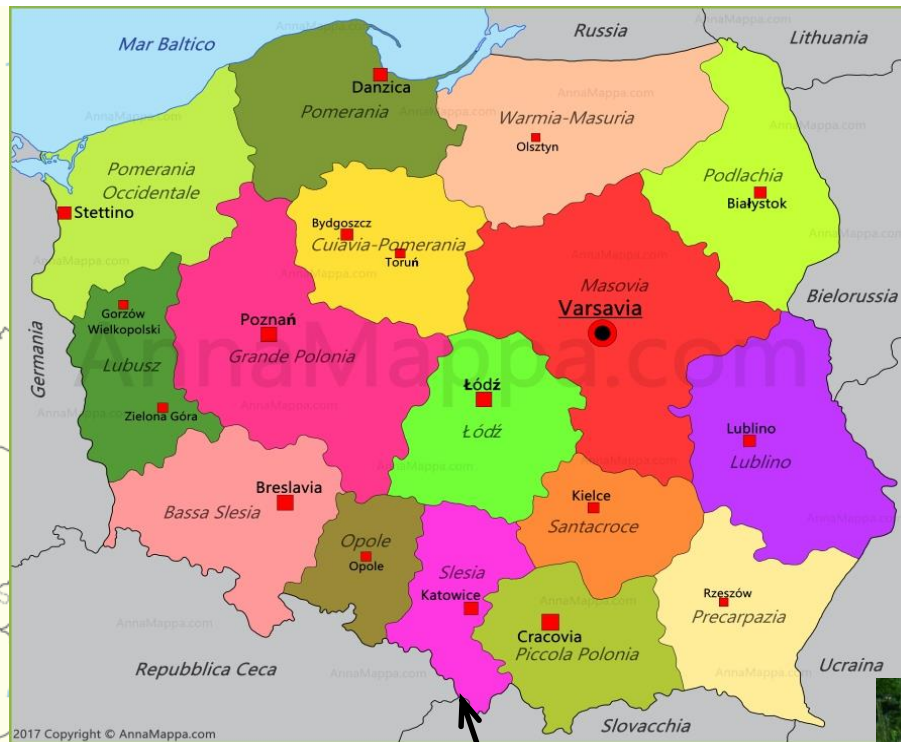 Mar Baltico
Russia
AnnaMappa.com
Lithuania
Danzica
Pomerania
Warmia-Masuria
Olsztyn
Pomerania
Occidentale
Stettino
Podlachia
Białystok
Bydgoszcz
Cuiavia-Pomerania
Toruń
Masovia
Varsavia
Bielorussia
Germania
Gorzów
Wielkopolski
Lubusz
Zielona Góra
Poznań
Grande Polonia
AnnaMappa.com
Łódź
Łódź
Lublino
Lublino
Breslavia
Bassa Slesia
Kielce
Santacroce
Opole
Opole
Slesia
Katowice
Cracovia
Piccola Polonia
Rzeszów
Precarpazia
Repubblica Ceca
Ucraina
Slovacchia
2017 Copyright © AnnaMappa.com